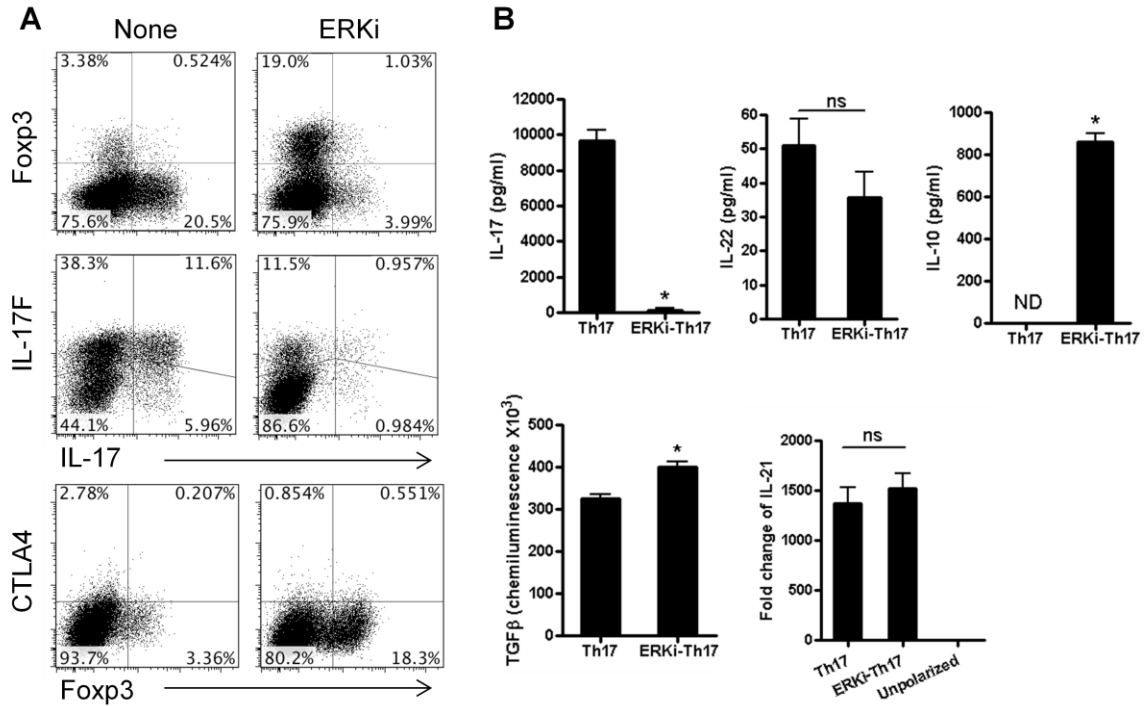 A
None
ERKi
Foxp3
3.38% 0.524%
75.6% 20.5%
19.0% 1.03%
75.9% 3.99%
IL-17F
38.3% 11.6%
44.1% 5.96%
11.5% 0.957%
86.6% 0.984%
IL-17
CTLA4
2.78% 0.207%
93.7% 3.36%
0.854% 0.551%
80.2% 18.3%
Foxp3
B
IL-17 (pg/ml)
12000
10000
8000
6000
4000
2000
0
*
Th17 ERKi-Th17
IL-22 (pg/ml)
60
50
40
30
20
10
0
ns
Th17 ERKi-Th17
IL-10 (pg/ml)
1000
800
600
400
200
0
ND
*
Th17 ERKi-Th17
TGFβ (chemiluminescence X10³)
500
400
300
200
100
0
*
Th17 ERKi-Th17
Fold change of IL-21
2000
1500
1000
500
0
ns
Th17 ERKi-Th17 Unpolarized